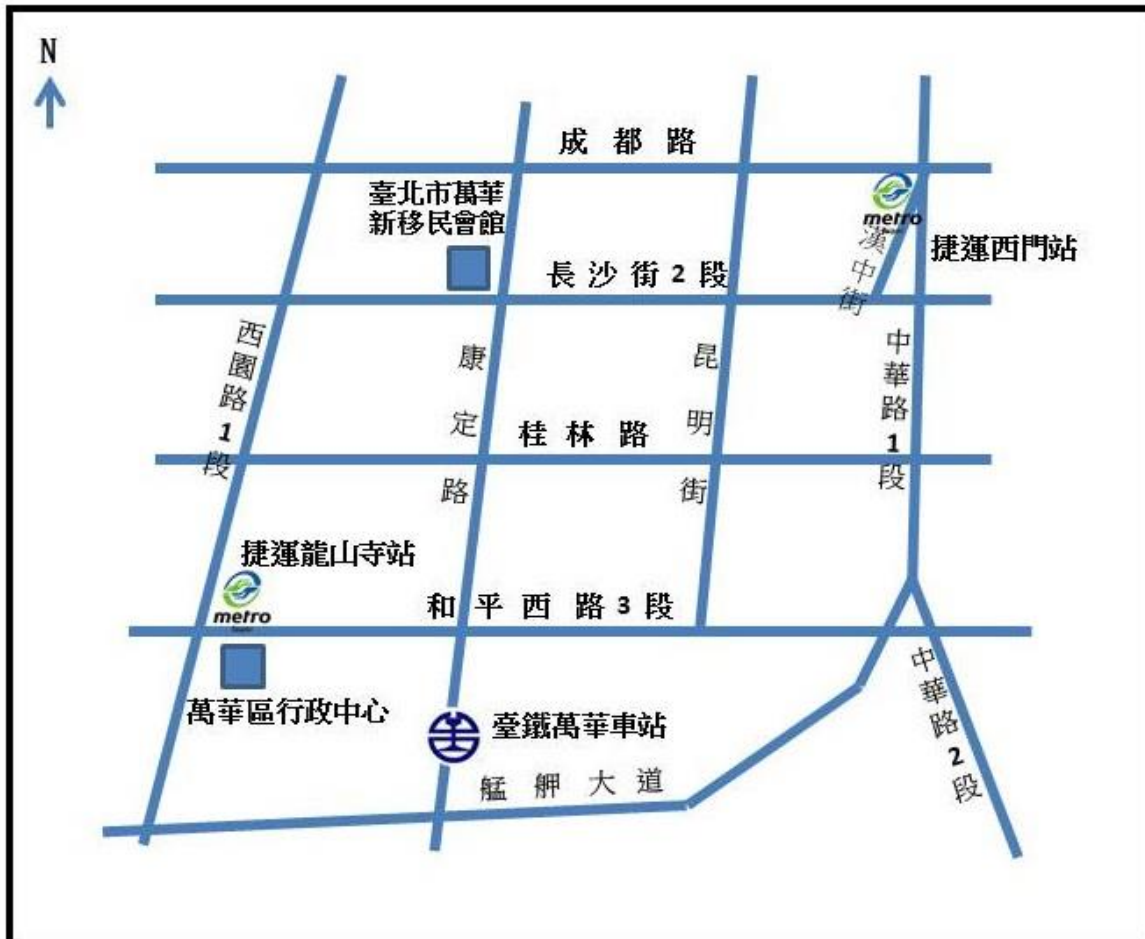 N
成都路
臺北市萬華
新移民會館
metro
捷運西門站
漢中街
長沙街2段
西園路1段
康定路
昆明街
中華路1段
桂林路
捷運龍山寺站
metro
和平西路3段
萬華區行政中心
臺鐵萬華車站
中華路2段
艋舺大道